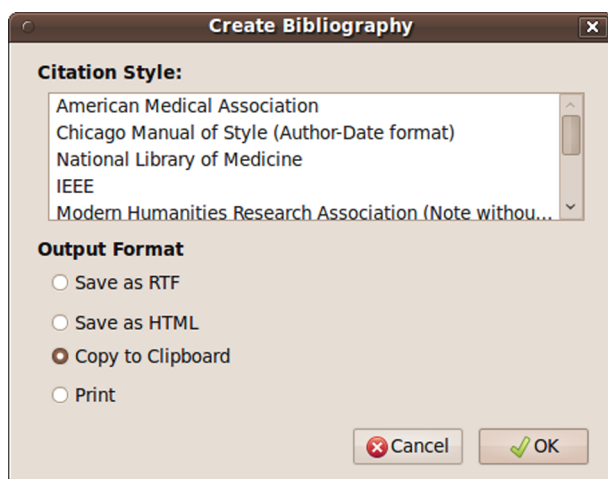 Create Bibliography
Citation Style:
American Medical Association
Chicago Manual of Style (Author-Date format)
National Library of Medicine
IEEE
Modern Humanities Research Association (Note withou...
Output Format
Save as RTF
Save as HTML
Copy to Clipboard
Print
Cancel
OK